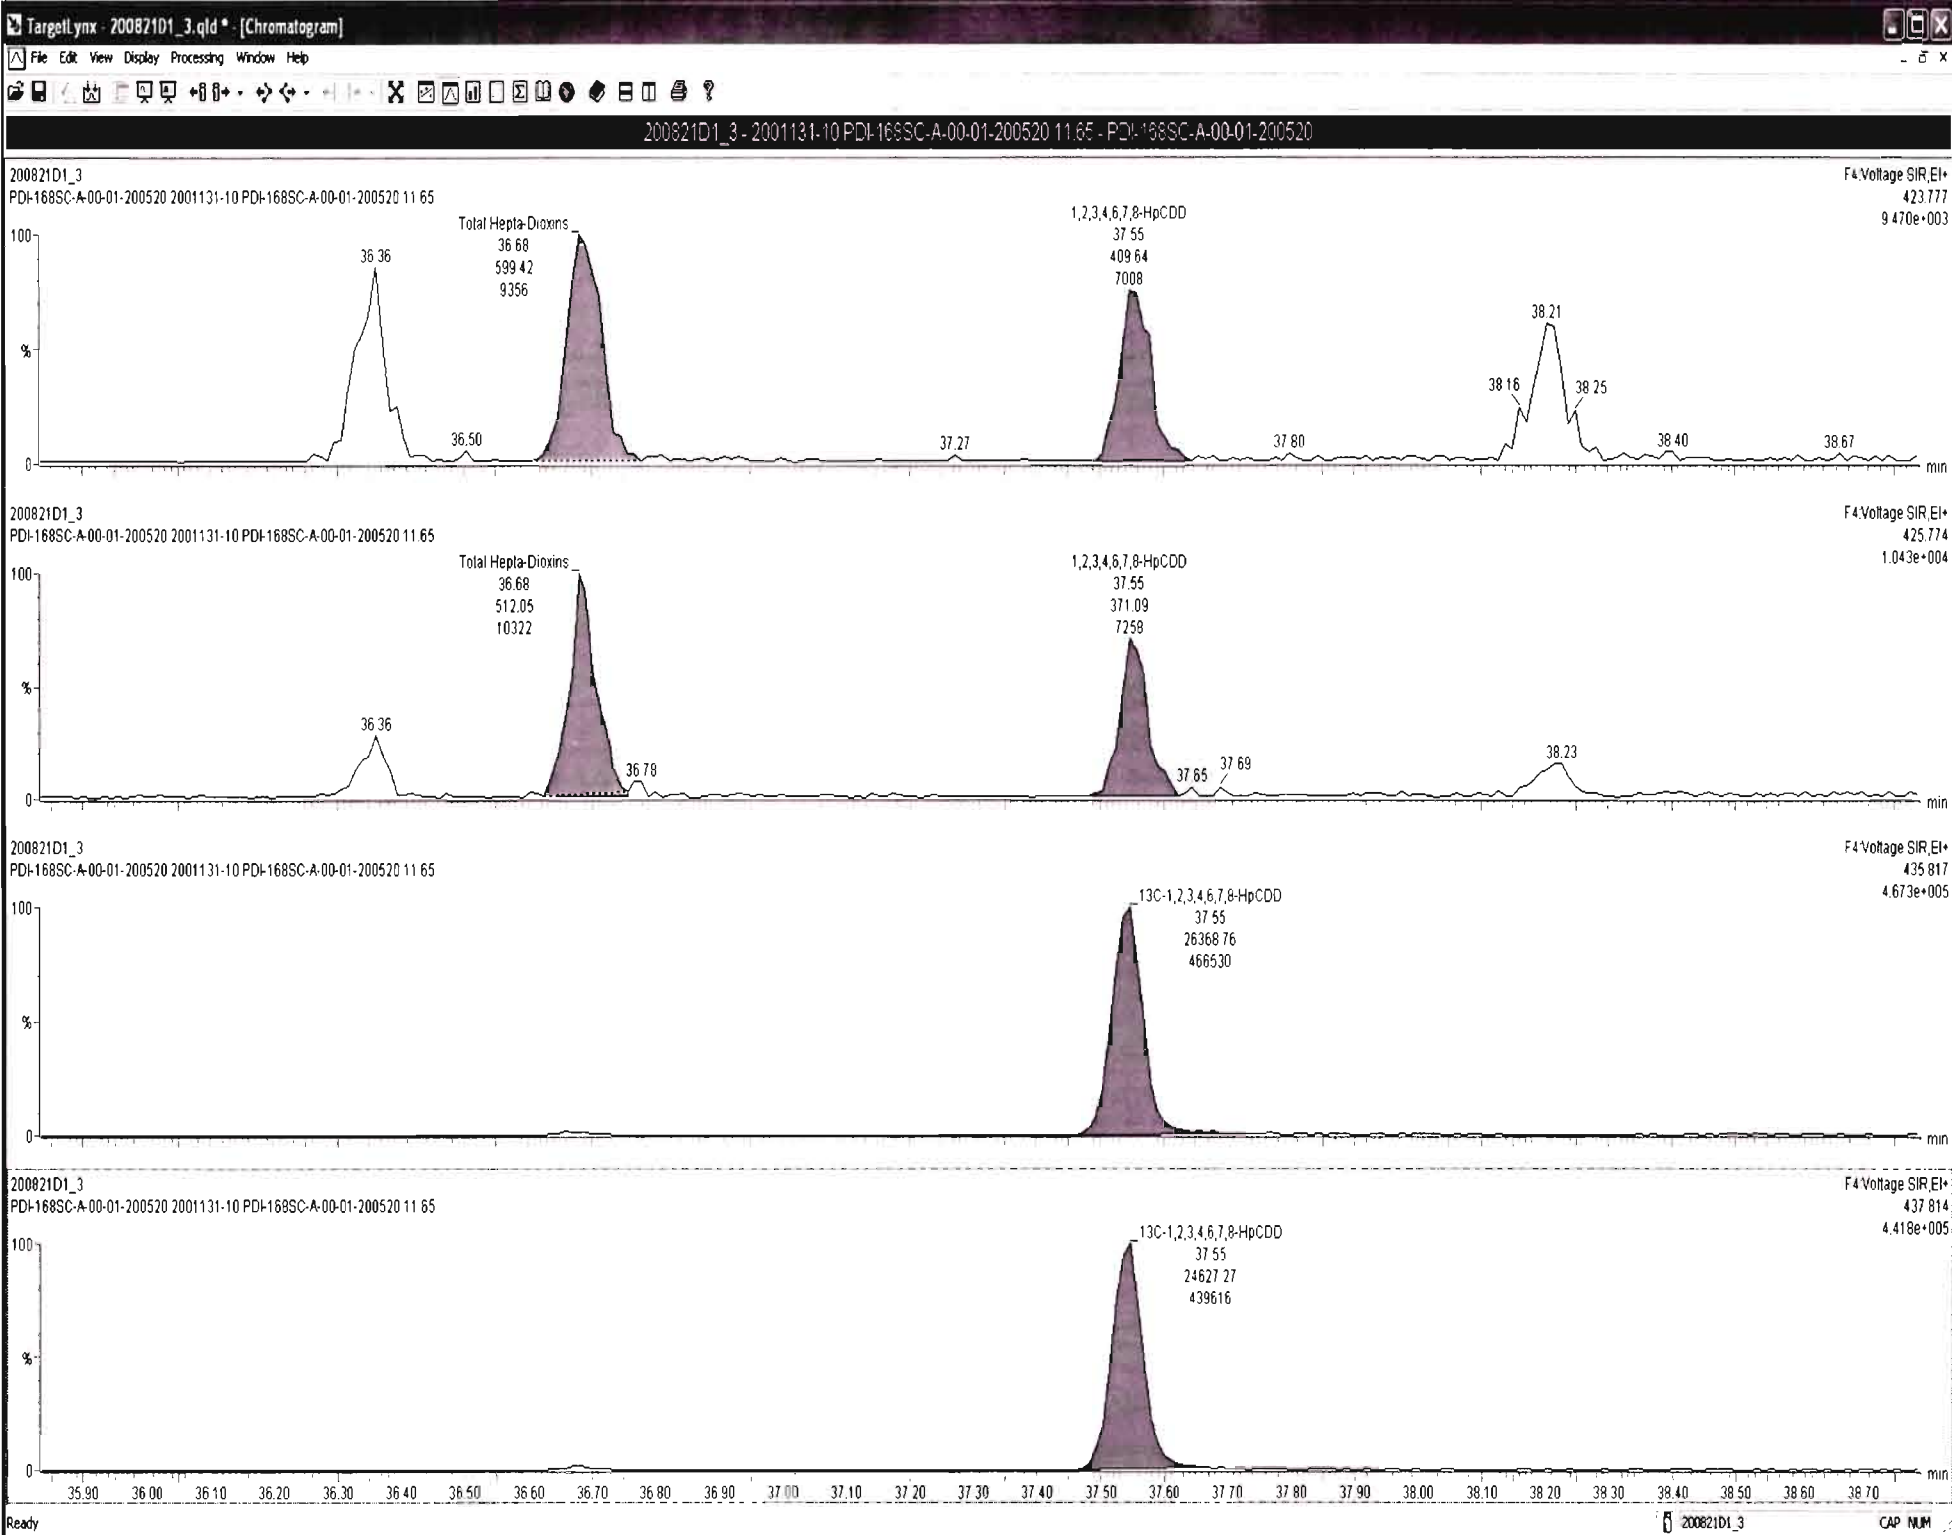 TargetLynx - 200821D1_3.qld * - [Chromatogram]
File Edit View Display Processing Window Help
200821D1_3 - 2001131-10 PDI-168SC-A-00-01-200520 11.65 - PDI-168SC-A-00-01-200520
200821D1_3
PDI-168SC-A-00-01-200520 2001131-10 PDI-168SC-A-00-01-200520 11 65
F4:Voltage SIR,EI+
423.777
9.470e+003
Total Hepta-Dioxins
36 68
599 42
9356
1,2,3,4,6,7,8-HpCDD
37 55
409 64
7008
36 36
36.50
37.27
37 80
38 16
38.21
38 25
38 40
38 67
100
%
0
min
200821D1_3
PDI-168SC-A-00-01-200520 2001131-10 PDI-168SC-A-00-01-200520 11.65
F4:Voltage SIR,EI+
425.774
1.043e+004
Total Hepta-Dioxins
36.68
512.05
10322
1,2,3,4,6,7,8-HpCDD
37.55
371.09
7258
36 36
36 78
37 65
37 69
38.23
100
%
0
min
200821D1_3
PDI-168SC-A-00-01-200520 2001131-10 PDI-168SC-A-00-01-200520 11 65
F4:Voltage SIR,EI+
435 817
4.673e+005
13C-1,2,3,4,6,7,8-HpCDD
37 55
26368 76
466530
100
%
0
min
200821D1_3
PDI-168SC-A-00-01-200520 2001131-10 PDI-168SC-A-00-01-200520 11 65
F4:Voltage SIR,EI+
437 814
4.418e+005
13C-1,2,3,4,6,7,8-HpCDD
37 55
24627 27
439616
100
%
0
min
35.90 36 00 36 10 36.20 36 30 36 40 36 50 36 60 36.70 36 80 36 90 37 00 37.10 37 20 37 30 37 40 37.50 37.60 37 70 37 80 37 90 38.00 38.10 38 20 38 30 38.40 38 50 38 60 38 70
Ready
200821D1_3
CAP NUM